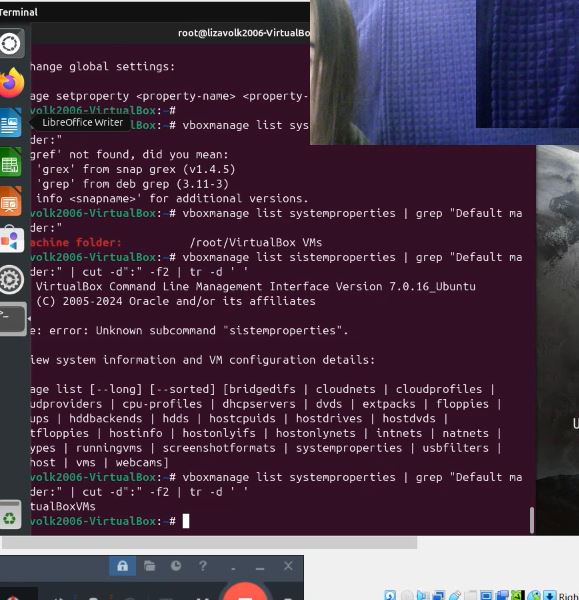 Terminal
root@lizavolk2006-VirtualBo
hange global settings:
age setproperty <property-name> <property-
volk2006-VirtualBox:~#
LibreOffice Writer
volk2006-VirtualBox:~# vboxmanage list sys
der:"
gref' not found, did you mean:
'grex' from snap grex (v1.4.5)
'grep' from deb grep (3.11-3)
info <snapname>' for additional versions.
volk2006-VirtualBox:~# vboxmanage list systemproperties | grep "Default ma
der:"
achine folder: /root/VirtualBox VMs
volk2006-VirtualBox:~# vboxmanage list sistemproperties | grep "Default ma
der:" | cut -d":" -f2 | tr -d ' '
VirtualBox Command Line Management Interface Version 7.0.16_Ubuntu
(C) 2005-2024 Oracle and/or its affiliates
e: error: Unknown subcommand "sistemproperties".
iew system information and VM configuration details:
age list [--long] [--sorted] [bridgedifs | cloudnets | cloudprofiles |
udproviders | cpu-profiles | dhcpservers | dvds | extpacks | floppies |
ups | hddbackends | hdds | hostcpuids | hostdrives | hostdvds |
tfloppies | hostinfo | hostonlyifs | hostonlynets | intnets | natnets |
types | runningvms | screenshotformats | systemproperties | usbfilters |
host | vms | webcams]
volk2006-VirtualBox:~# vboxmanage list systemproperties | grep "Default ma
der:" | cut -d":" -f2 | tr -d ' '
tualBoxVMs
volk2006-VirtualBox:~#
Righ